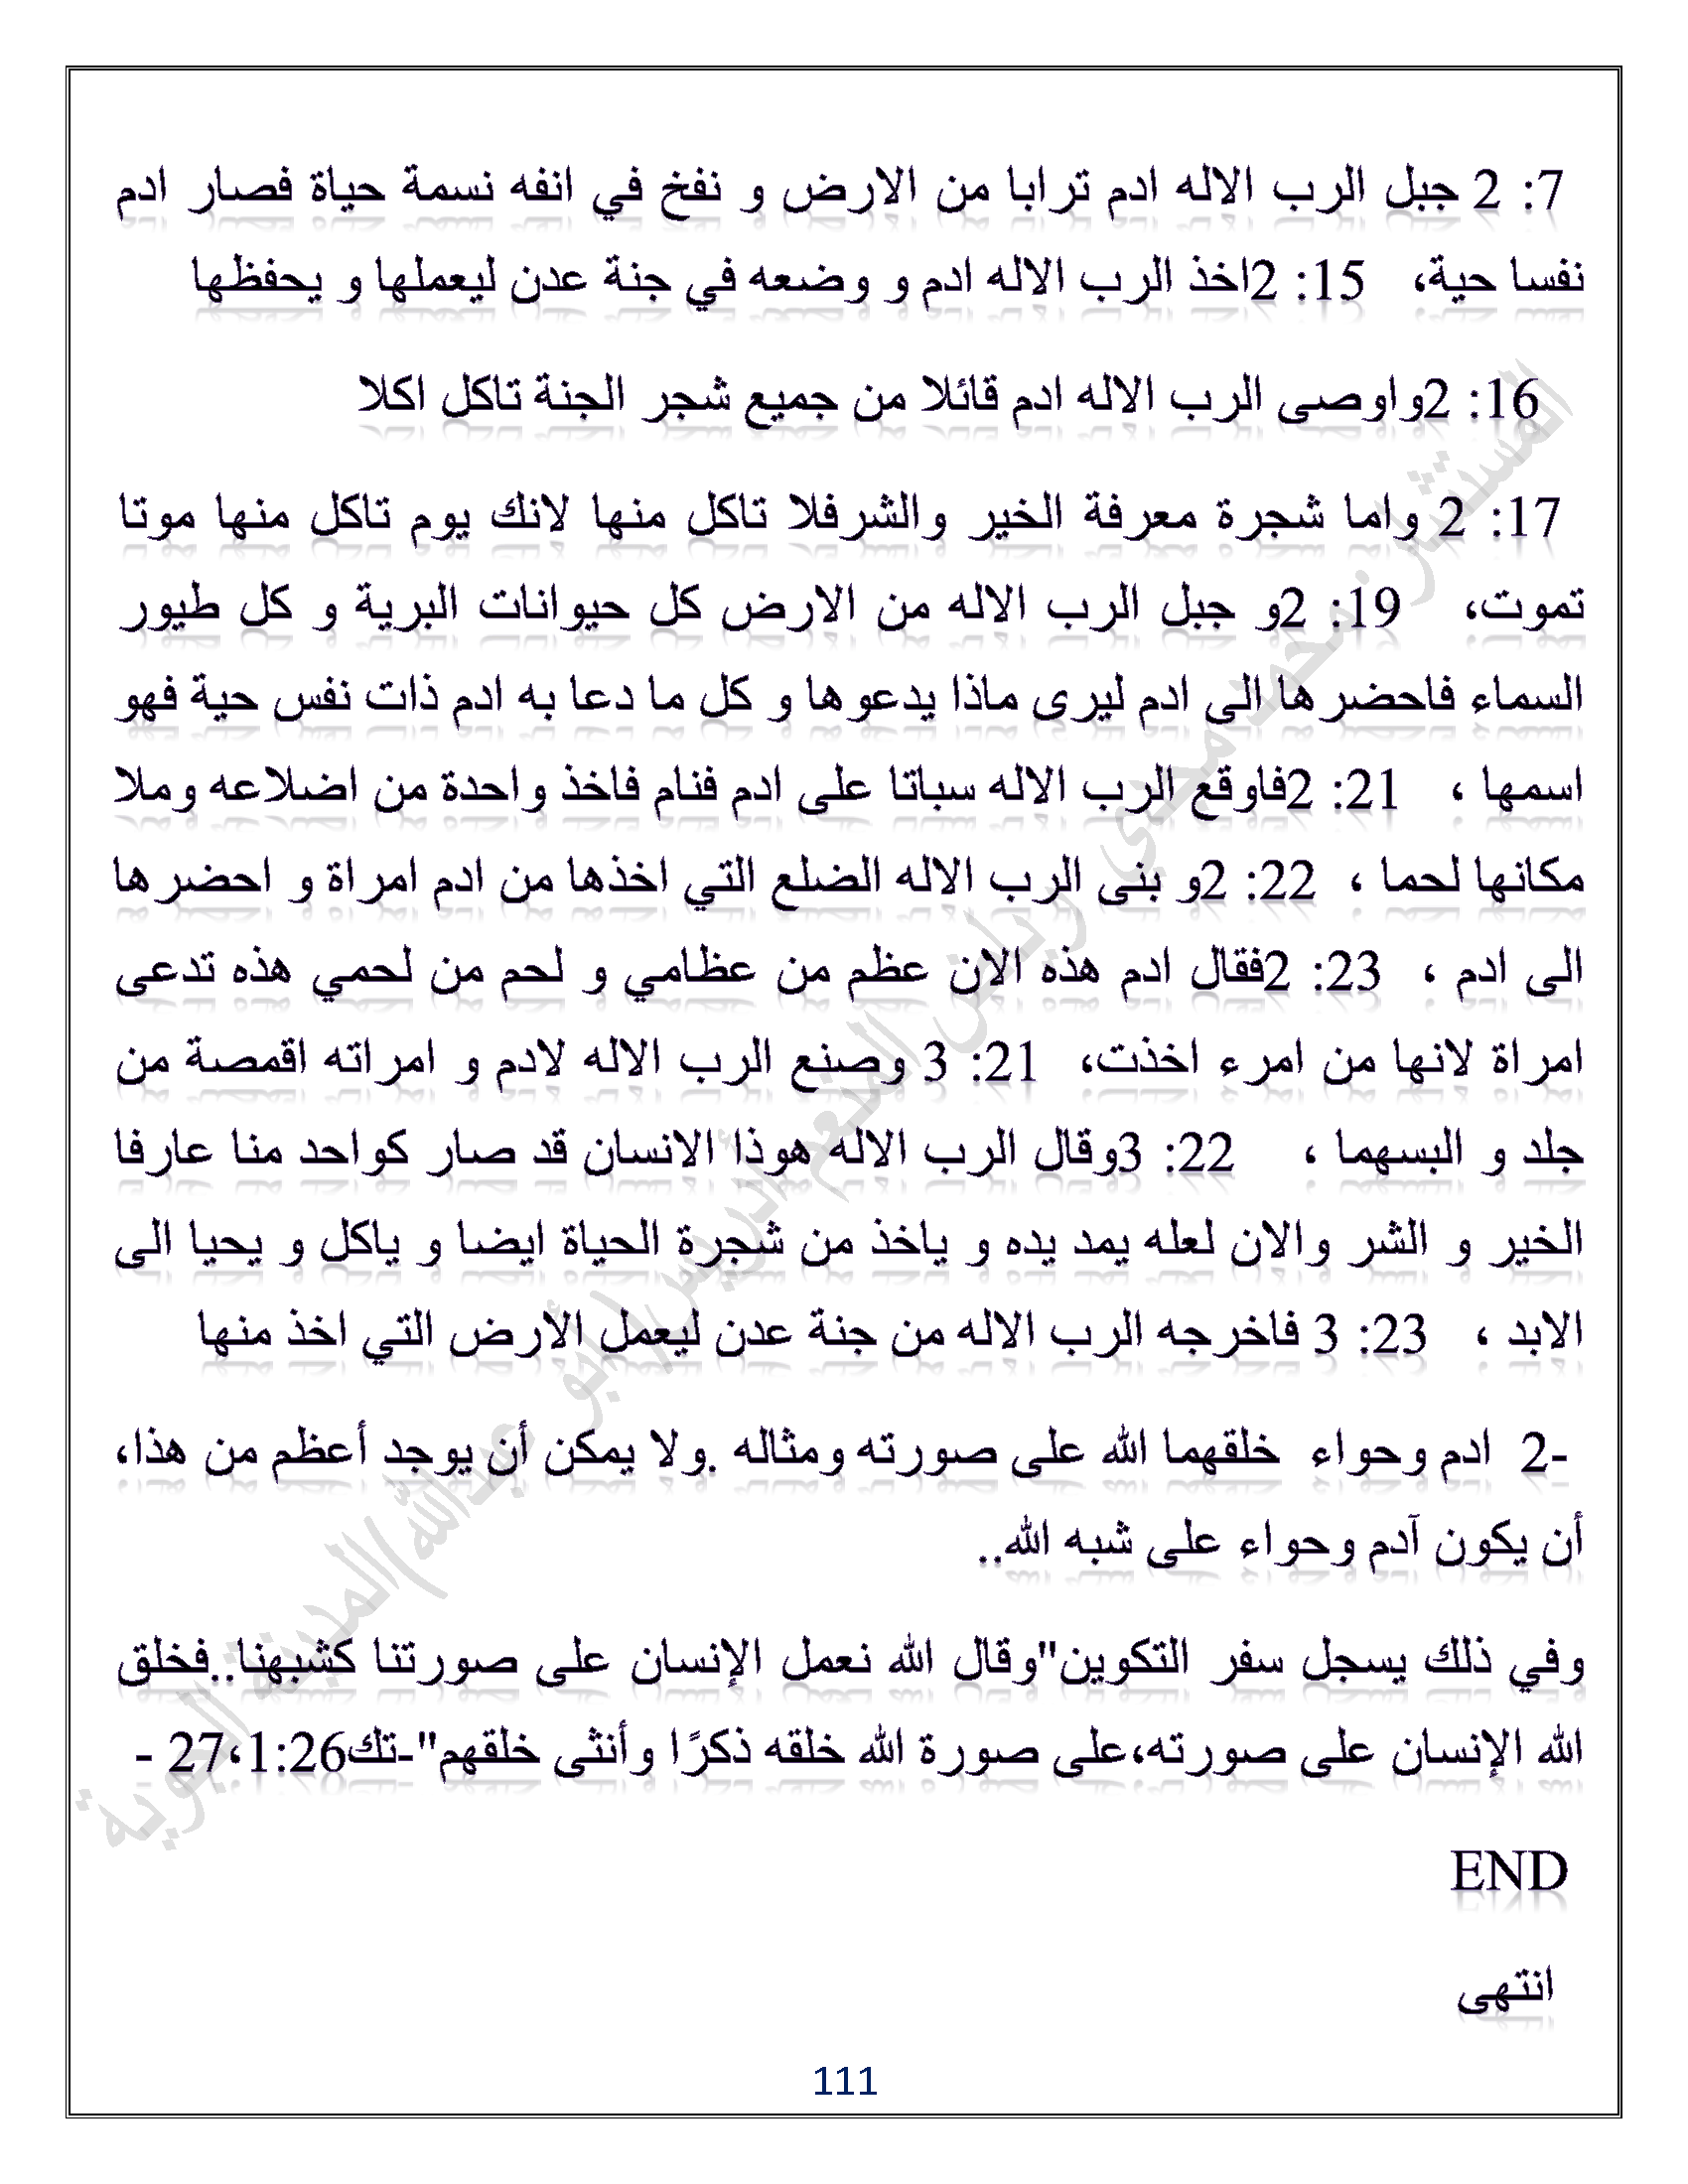 7: 2 جبل الرب الاله ادم ترابا من الارض و نفخ في انفه نسمة حياة فصار ادم
نفسا حية، 15: 2اخذ الرب الاله ادم و وضعه في جنة عدن ليعملها و يحفظها
16: 2واوصى الرب الاله ادم قائلا من جميع شجر الجنة تاكل اكلا
17: 2 واما شجرة معرفة الخير والشرفلا تاكل منها لانك يوم تاكل منها موتا
تموت، 19: 2و جبل الرب الاله من الارض كل حيوانات البرية و كل طيور
السماء فاحضرها الى ادم ليرى ماذا يدعوها و كل ما دعا به ادم ذات نفس حية فهو
اسمها ، 21: 2فاوقع الرب الاله سباتا على ادم فنام فاخذ واحدة من اضلاعه وملا
مكانها لحما ، 22: 2و بنى الرب الاله الضلع التي اخذها من ادم امراة و احضرها
الى ادم ، 23: 2فقال ادم هذه الان عظم من عظامي و لحم من لحمي هذه تدعى
امراة لانها من امرء اخذت، 21: 3 وصنع الرب الاله لادم و امراته اقمصة من
جلد و البسهما ، 22: 3وقال الرب الاله هوذا الانسان قد صار كواحد منا عارفا
الخير و الشر والان لعله يمد يده و ياخذ من شجرة الحياة ايضا و ياكل و يحيا الى
الابد ، 23: 3 فاخرجه الرب الاله من جنة عدن ليعمل الأرض التي اخذ منها
-2 ادم وحواء خلقهما الله على صورته ومثاله .ولا يمكن أن يوجد أعظم من هذا،
أن يكون آدم وحواء على شبه الله..
وفي ذلك يسجل سفر التكوين"وقال الله نعمل الإنسان على صورتنا كشبهنا..فخلق
الله الإنسان على صورته،على صورة الله خلقه ذكرًا وأنثى خلقهم"-تك1:26،27 -
END
انتهى
111
المستشار. محمد مجدي رياض المنعم ادريس/ابو عبدالله)المدينة النبوية